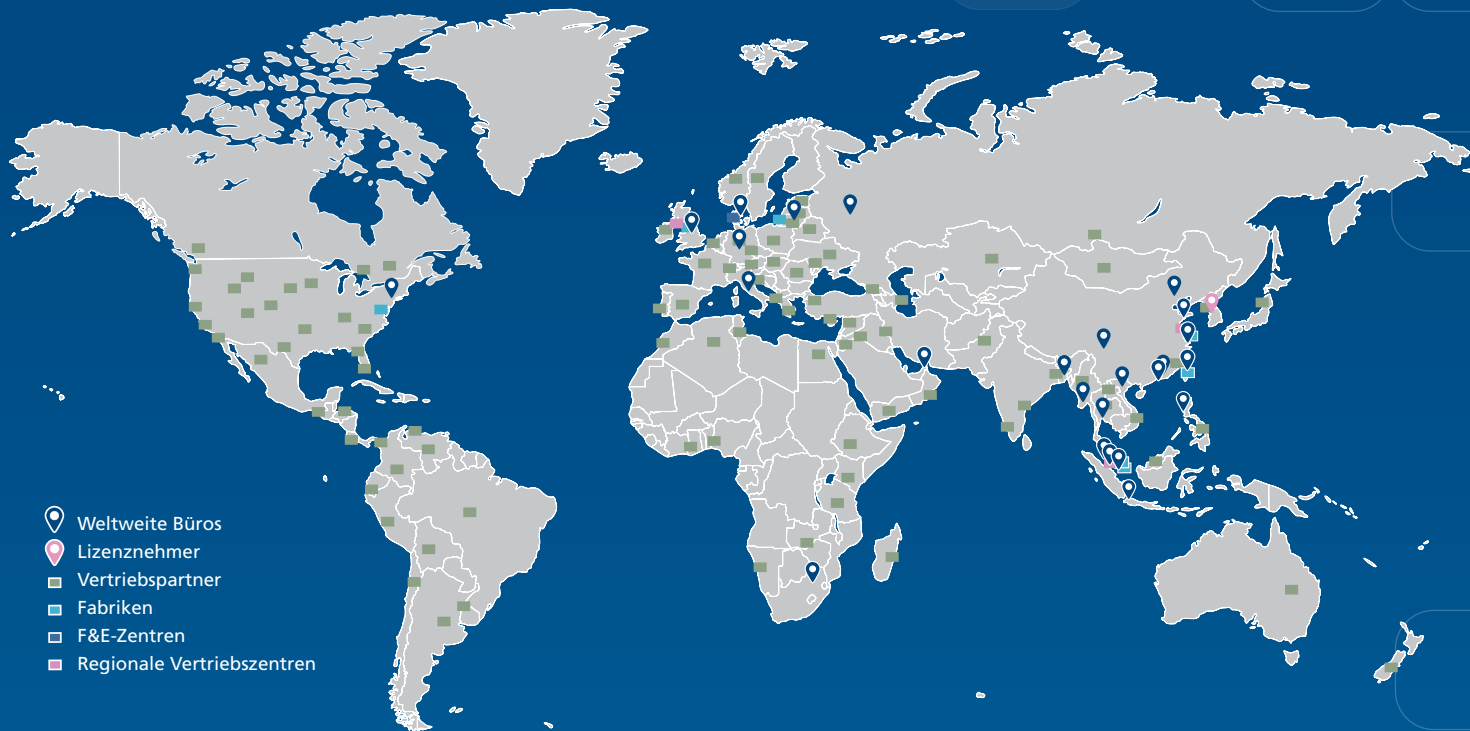 Weltweite Büros
Lizenznehmer
Vertriebspartner
Fabriken
F&E-Zentren
Regionale Vertriebszentren